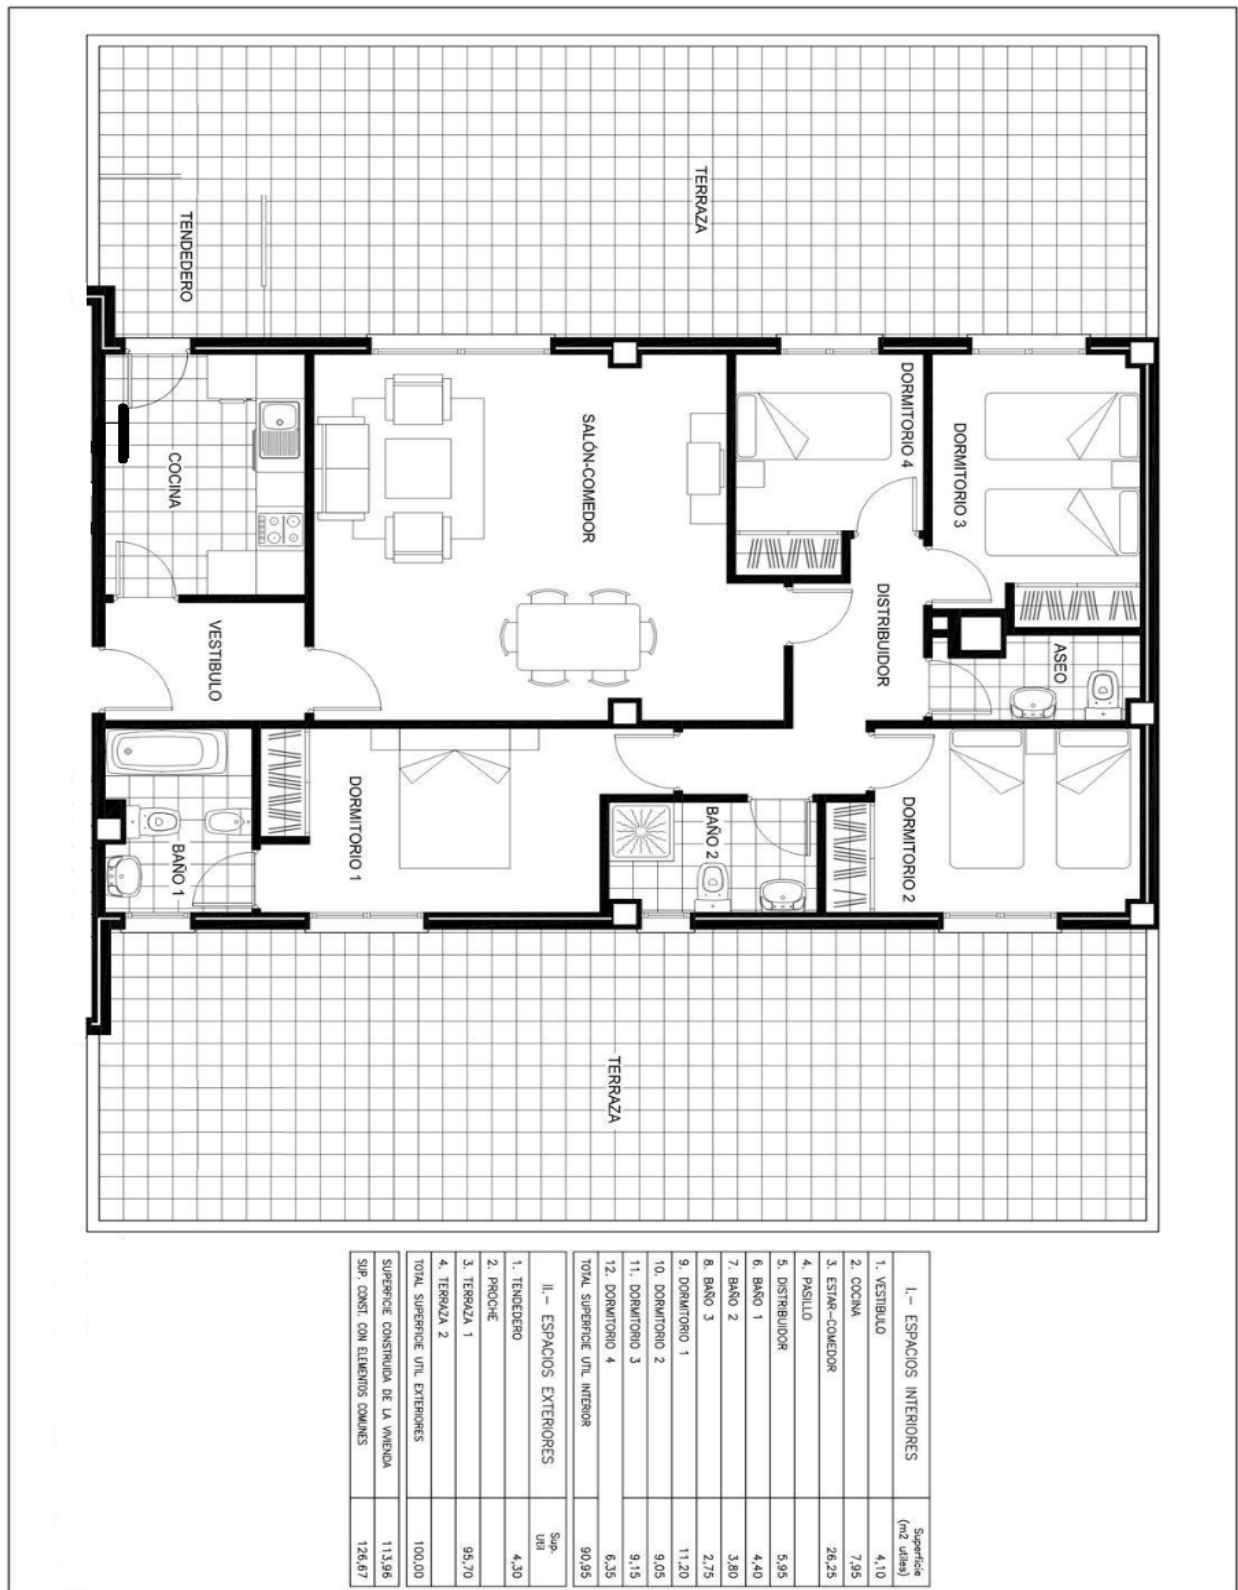 TERRAZA
TENDEDERO
COCINA
SALÓN-COMEDOR
DORMITORIO 4
DORMITORIO 3
VESTIBULO
DISTRIBUIDOR
ASEO
DORMITORIO 1
BAÑO 1
BAÑO 2
DORMITORIO 2
TERRAZA
I.- ESPACIOS INTERIORES Superficie (m2 utiles)
1. VESTIBULO 4,10
2. COCINA 7,95
3. ESTAR-COMEDOR 26,25
4. PASILLO
5. DISTRIBUIDOR 5,95
6. BAÑO 1 4,40
7. BAÑO 2 3,80
8. BAÑO 3 2,75
9. DORMITORIO 1 11,20
10. DORMITORIO 2 9,05
11. DORMITORIO 3 9,15
12. DORMITORIO 4 6,35
TOTAL SUPERFICIE UTIL INTERIOR 90,95
II.- ESPACIOS EXTERIORES Sup. Util
1. TENDEDERO 4,30
2. PROCHE
3. TERRAZA 1 95,70
4. TERRAZA 2
TOTAL SUPERFICIE UTIL EXTERIORES 100,00
SUPERFICIE CONSTRUIDA DE LA VIVIENDA 113,96
SUP. CONST. CON ELEMENTOS COMUNES 126,67